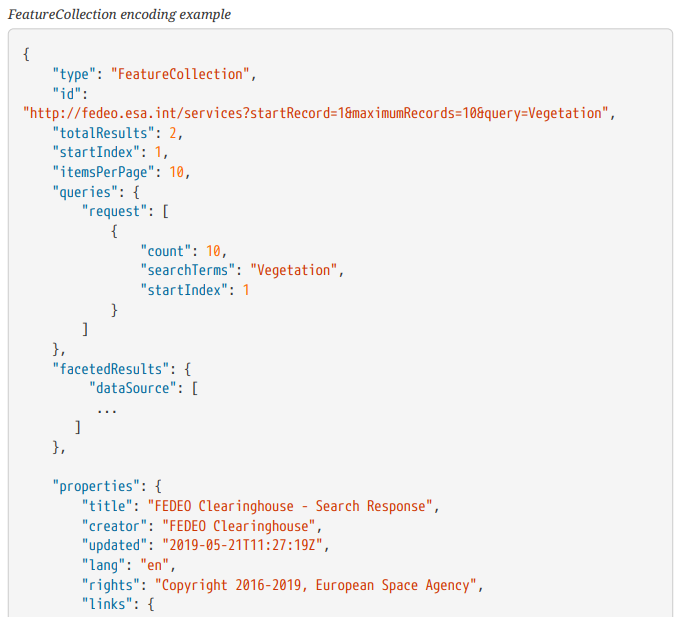 FeatureCollection encoding example
{
    "type": "FeatureCollection",
    "id":
"http://fedeo.esa.int/services?startRecord=1&maximumRecords=10&query=Vegetation",
    "totalResults": 2,
    "startIndex": 1,
    "itemsPerPage": 10,
    "queries": {
        "request": [
            {
                "count": 10,
                "searchTerms": "Vegetation",
                "startIndex": 1
            }
        ]
    },
    "facetedResults": {
         "dataSource": [
          ...
       ]
    },
    "properties": {
        "title": "FEDEO Clearinghouse - Search Response",
        "creator": "FEDEO Clearinghouse",
        "updated": "2019-05-21T11:27:19Z",
        "lang": "en",
        "rights": "Copyright 2016-2019, European Space Agency",
        "links": {